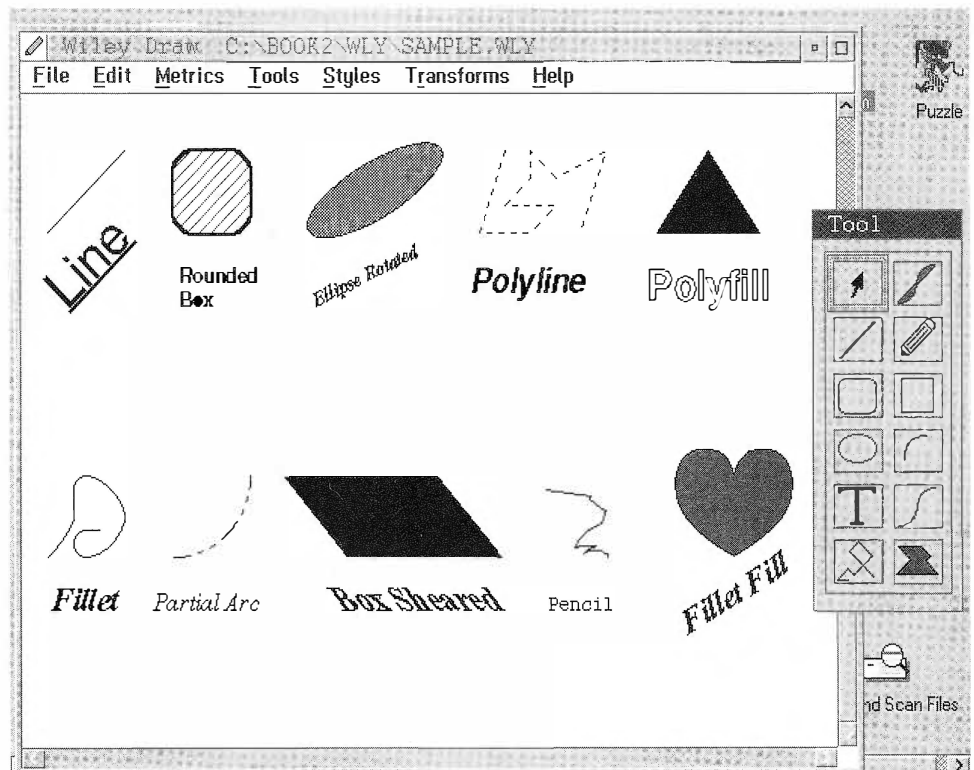 Wiley Draw C:\BOOK2\WLY\SAMPLE.WLY
File Edit Metrics Tools Styles Transforms Help
Puzzle
Tool
Line
Rounded
Box
Ellipse Rotated
Polyline
Polyfill
T
Fillet
Partial Arc
Box Sheared
Pencil
Fillet Fill
nd Scan Files